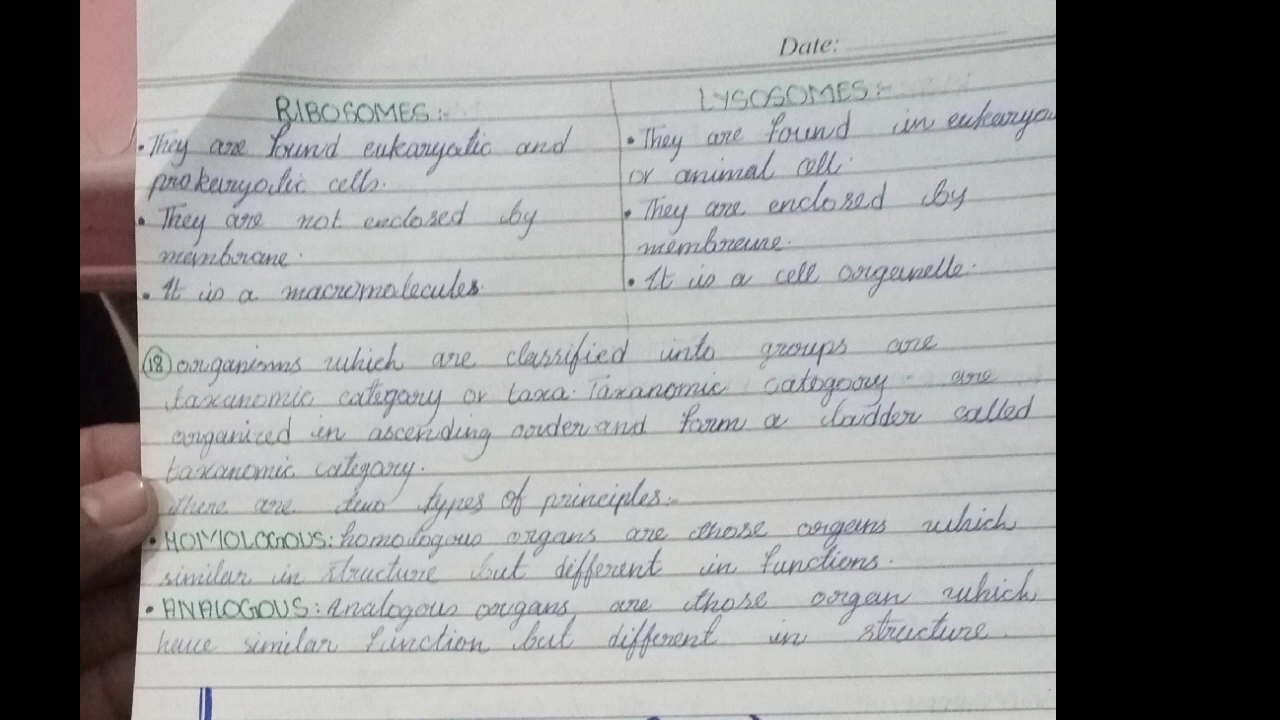 Date:
RIBOSOMES:-
• They are found eukaryotic and
prokaryotic cells.
• They are not enclosed by
membrane.
• It is a macromolecules.
LYSOSOMES:-
• They are found in eukaryo
or animal cell.
• They are enclosed by
membrane.
• It is a cell organelle.
18 organisms which are classified into groups are
taxanomic category or taxa. Taxanomic category are
organized in ascending order and form a ladder called
taxanomic category.
There are two types of principles:-
• HOMOLOGOUS: homologous organs are those organs which
similar in structure but different in functions.
• ANALOGOUS: Analogous organs are those organ which
have similar function but different in structure.